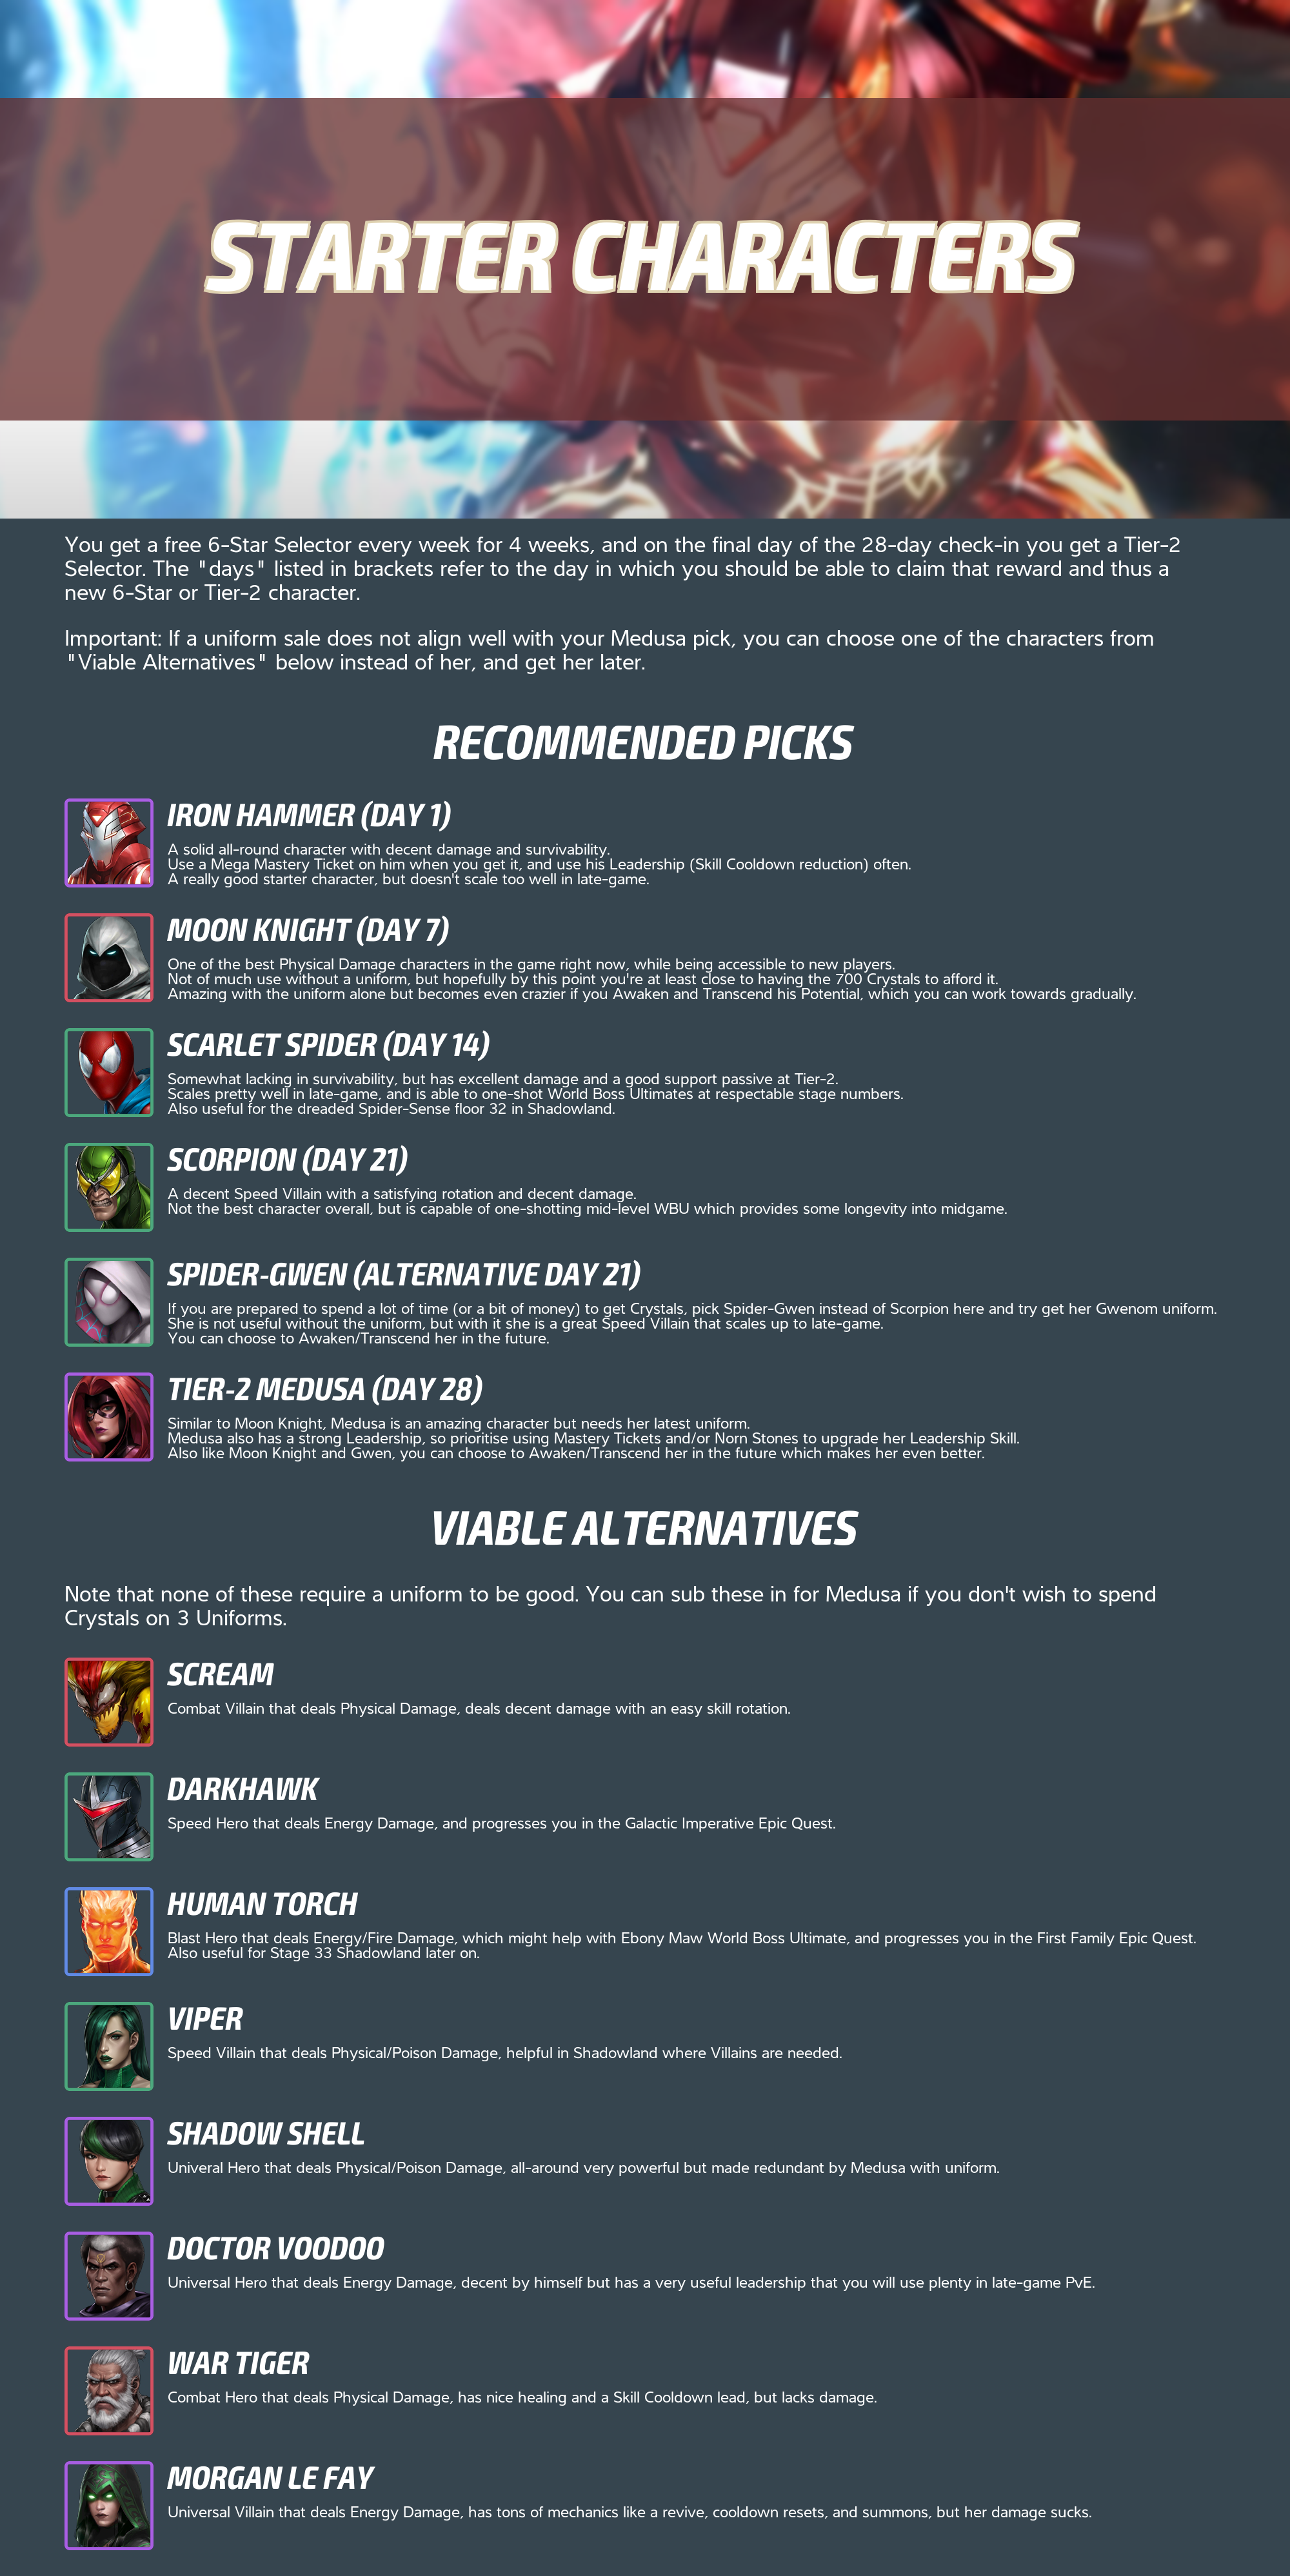 STARTER CHARACTERS
You get a free 6-Star Selector every week for 4 weeks, and on the final day of the 28-day check-in you get a Tier-2
Selector. The "days" listed in brackets refer to the day in which you should be able to claim that reward and thus a
new 6-Star or Tier-2 character.
Important: If a uniform sale does not align well with your Medusa pick, you can choose one of the characters from
"Viable Alternatives" below instead of her, and get her later.
RECOMMENDED PICKS
IRON HAMMER (DAY 1)
A solid all-round character with decent damage and survivability.
Use a Mega Mastery Ticket on him when you get it, and use his Leadership (Skill Cooldown reduction) often.
A really good starter character, but doesn't scale too well in late-game.
MOON KNIGHT (DAY 7)
One of the best Physical Damage characters in the game right now, while being accessible to new players.
Not of much use without a uniform, but hopefully by this point you're at least close to having the 700 Crystals to afford it.
Amazing with the uniform alone but becomes even crazier if you Awaken and Transcend his Potential, which you can work towards gradually.
SCARLET SPIDER (DAY 14)
Somewhat lacking in survivability, but has excellent damage and a good support passive at Tier-2.
Scales pretty well in late-game, and is able to one-shot World Boss Ultimates at respectable stage numbers.
Also useful for the dreaded Spider-Sense floor 32 in Shadowland.
SCORPION (DAY 21)
A decent Speed Villain with a satisfying rotation and decent damage.
Not the best character overall, but is capable of one-shotting mid-level WBU which provides some longevity into midgame.
SPIDER-GWEN (ALTERNATIVE DAY 21)
If you are prepared to spend a lot of time (or a bit of money) to get Crystals, pick Spider-Gwen instead of Scorpion here and try get her Gwenom uniform.
She is not useful without the uniform, but with it she is a great Speed Villain that scales up to late-game.
You can choose to Awaken/Transcend her in the future.
TIER-2 MEDUSA (DAY 28)
Similar to Moon Knight, Medusa is an amazing character but needs her latest uniform.
Medusa also has a strong Leadership, so prioritise using Mastery Tickets and/or Norn Stones to upgrade her Leadership Skill.
Also like Moon Knight and Gwen, you can choose to Awaken/Transcend her in the future which makes her even better.
VIABLE ALTERNATIVES
Note that none of these require a uniform to be good. You can sub these in for Medusa if you don't wish to spend
Crystals on 3 Uniforms.
SCREAM
Combat Villain that deals Physical Damage, deals decent damage with an easy skill rotation.
DARKHAWK
Speed Hero that deals Energy Damage, and progresses you in the Galactic Imperative Epic Quest.
HUMAN TORCH
Blast Hero that deals Energy/Fire Damage, which might help with Ebony Maw World Boss Ultimate, and progresses you in the First Family Epic Quest.
Also useful for Stage 33 Shadowland later on.
VIPER
Speed Villain that deals Physical/Poison Damage, helpful in Shadowland where Villains are needed.
SHADOW SHELL
Univeral Hero that deals Physical/Poison Damage, all-around very powerful but made redundant by Medusa with uniform.
DOCTOR VOODOO
Universal Hero that deals Energy Damage, decent by himself but has a very useful leadership that you will use plenty in late-game PvE.
WAR TIGER
Combat Hero that deals Physical Damage, has nice healing and a Skill Cooldown lead, but lacks damage.
MORGAN LE FAY
Universal Villain that deals Energy Damage, has tons of mechanics like a revive, cooldown resets, and summons, but her damage sucks.